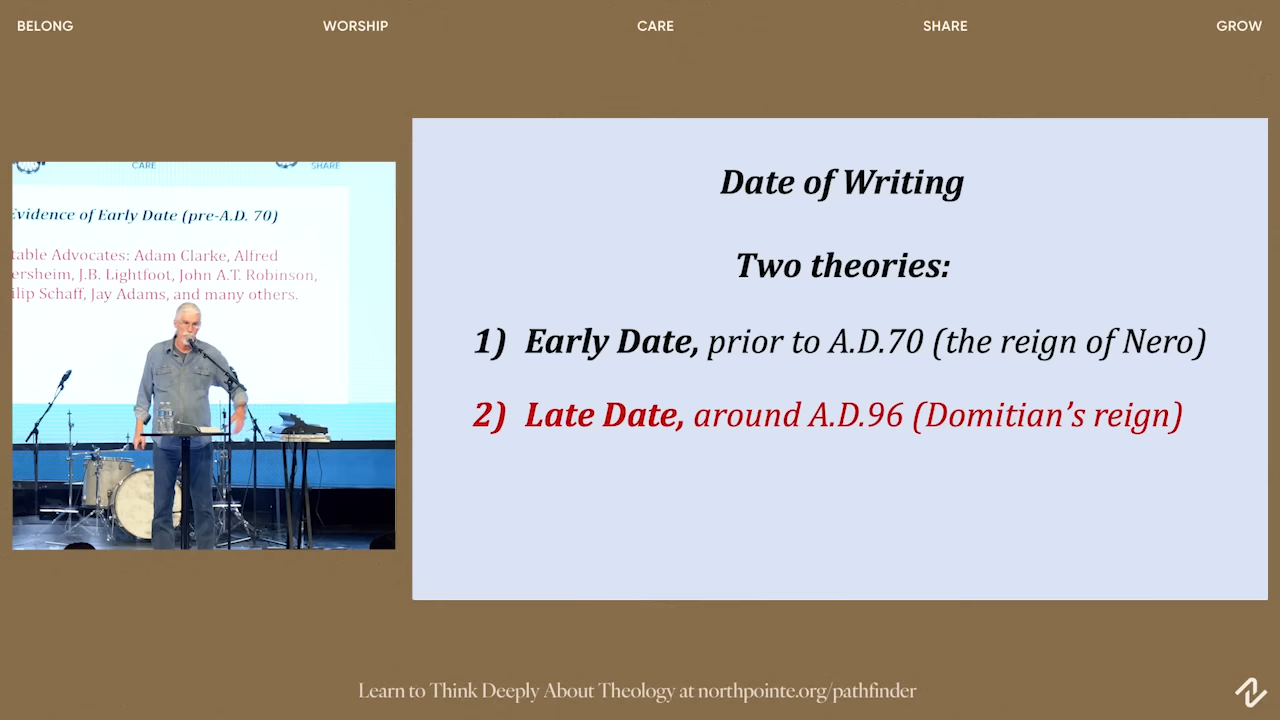 BELONG WORSHIP CARE SHARE GROW
CARE SHARE
Evidence of Early Date (pre-A.D. 70)
Advocates: Adam Clarke, Alfred
J.B. Lightfoot, John A.T. Robinson,
Schaff, Jay Adams, and many others.
Date of Writing
Two theories:
1) Early Date, prior to A.D.70 (the reign of Nero)
2) Late Date, around A.D.96 (Domitian's reign)
Learn to Think Deeply About Theology at northpointe.org/pathfinder